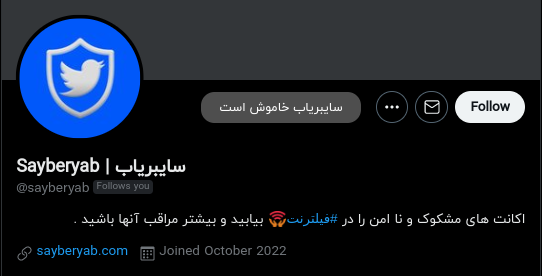 سایبریاب خاموش است
Follow
Sayberyab | سایبریاب
@sayberyab Follows you
اکانت های مشکوک و نا امن را در #فیلترنت بیابید و بیشتر مراقب آنها باشید .
sayberyab.com Joined October 2022